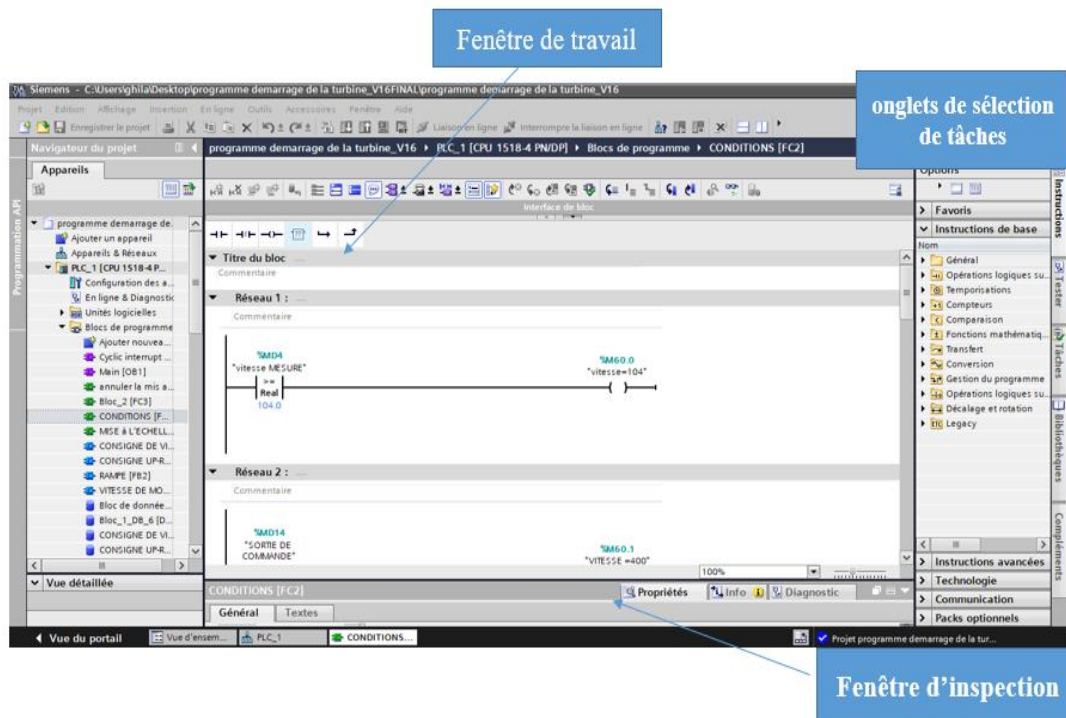 Fenêtre de travail
Siemens - C:\Users\ghila\Desktop\programme demarrage de la turbine_V16FINAL\programme demarrage de la turbine_V16
onglets de sélection
de tâches
Projet Edition Affichage Insertion En ligne Outils Accessoires Fenêtre Aide
Enregistrer le projet Liaison en ligne Interrompre la liaison en ligne
Navigateur du projet
programme demarrage de la turbine_V16 PLC_1 [CPU 1518-4 PN/DP] Blocs de programme CONDITIONS [FC2]
Appareils
Options
Interface de bloc
Programmation API
programme demarrage de.
Ajouter un appareil
Appareils & Réseaux
PLC_1 [CPU 1518-4 P...
Configuration des a...
En ligne & Diagnostic
Unités logicielles
Blocs de programme
Ajouter nouvea...
Cyclic interrupt ...
Main [OB1]
annuler la mis a...
Bloc_2 [FC3]
CONDITIONS [F...
MISE à L'ECHELL...
CONSIGNE DE VI...
CONSIGNE UP-R...
RAMPE [FB2]
VITESSE DE MO...
Bloc de donnée...
Bloc_1_DB_6 [D...
CONSIGNE DE VI...
CONSIGNE UP-R...
Vue détaillée
Titre du bloc
Commentaire
Réseau 1 :
Commentaire
%MD4
"vitesse MESURE"
>=
Real
104.0
%M60.0
"vitesse=104"
Réseau 2 :
Commentaire
%MD14
"SORTIE DE
COMMANDE"
%M60.1
"VITESSE =400"
100%
CONDITIONS [FC2]
Propriétés
Info
Diagnostic
Général
Textes
Favoris
Instructions de base
Nom
Général
Opérations logiques su...
Temporisations
Compteurs
Comparaison
Fonctions mathématiq...
Transfert
Conversion
Gestion du programme
Opérations logiques su...
Décalage et rotation
Legacy
Instructions avancées
Technologie
Communication
Packs optionnels
Instructions
Tester
Tâches
Bibliothèques
Compléments
Vue du portail
Vue d'ensem...
PLC_1
CONDITIONS...
Projet programme demarrage de la tur...
Fenêtre d'inspection